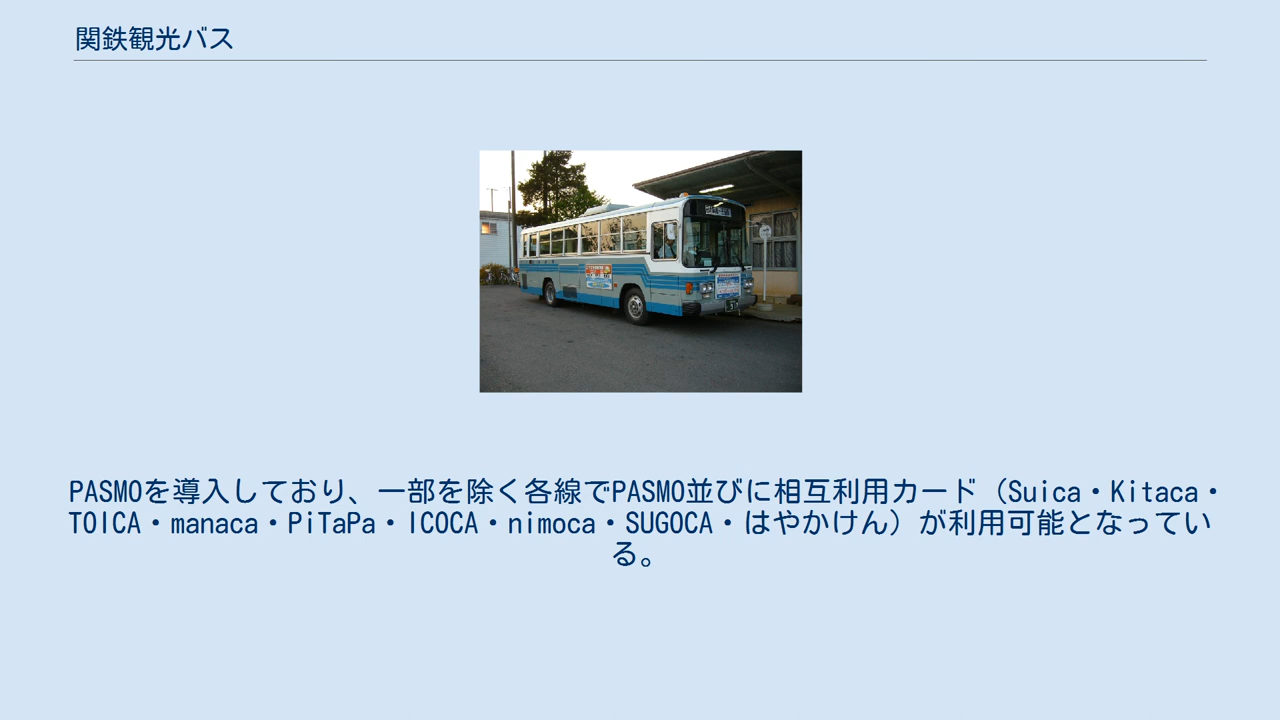 関鉄観光バス
PASMOを導入しており、一部を除く各線でPASMO並びに相互利用カード（Suica・Kitaca・
TOICA・manaca・PiTaPa・ICOCA・nimoca・SUGOCA・はやかけん）が利用可能となってい
る。